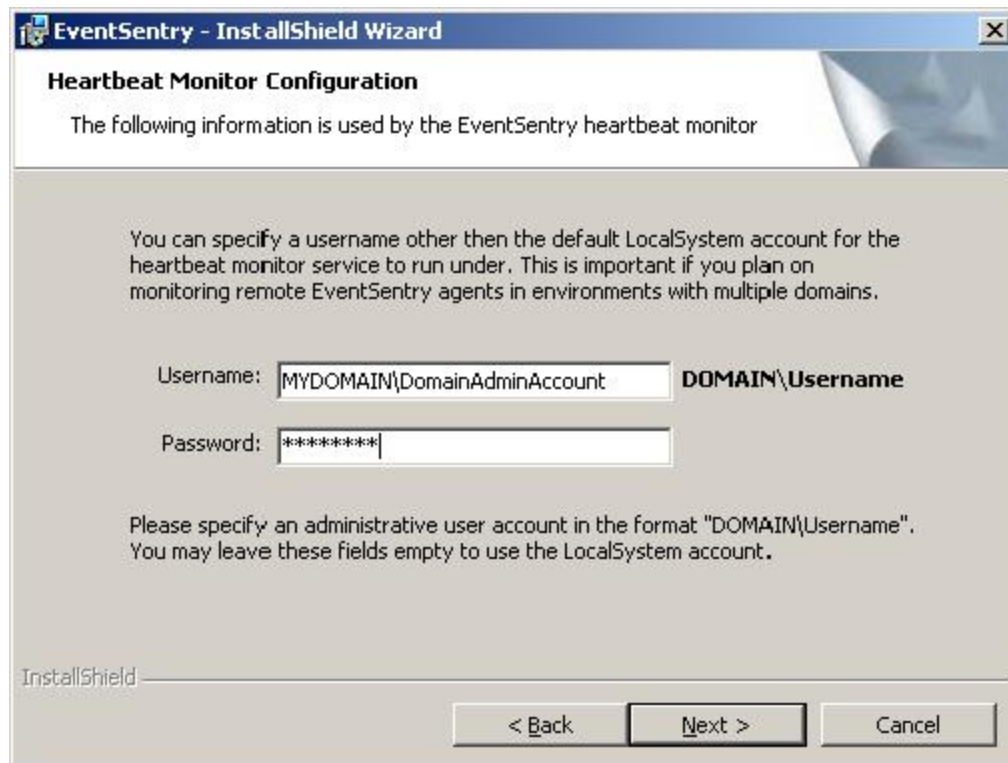 EventSentry - InstallShield Wizard
Heartbeat Monitor Configuration
The following information is used by the EventSentry heartbeat monitor
You can specify a username other then the default LocalSystem account for the
heartbeat monitor service to run under. This is important if you plan on
monitoring remote EventSentry agents in environments with multiple domains.
Username: MYDOMAIN\DomainAdminAccount DOMAIN\Username
Password: ********
Please specify an administrative user account in the format "DOMAIN\Username".
You may leave these fields empty to use the LocalSystem account.
InstallShield
< Back Next > Cancel